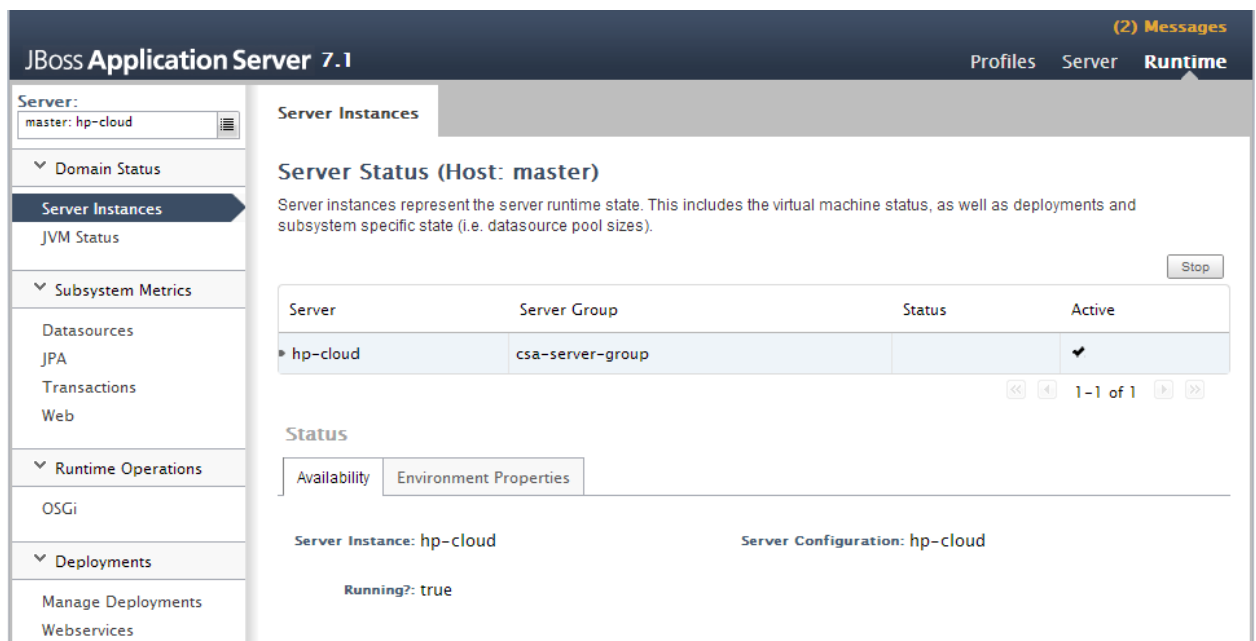 (2) Messages
JBoss Application Server 7.1
Profiles Server Runtime
Server:
master: hp-cloud
Domain Status
Server Instances
JVM Status
Subsystem Metrics
Datasources
JPA
Transactions
Web
Runtime Operations
OSGi
Deployments
Manage Deployments
Webservices
Server Instances
Server Status (Host: master)
Server instances represent the server runtime state. This includes the virtual machine status, as well as deployments and
subsystem specific state (i.e. datasource pool sizes).
Stop
Server Server Group Status Active
hp-cloud csa-server-group
1-1 of 1
Status
Availability Environment Properties
Server Instance: hp-cloud Server Configuration: hp-cloud
Running?: true